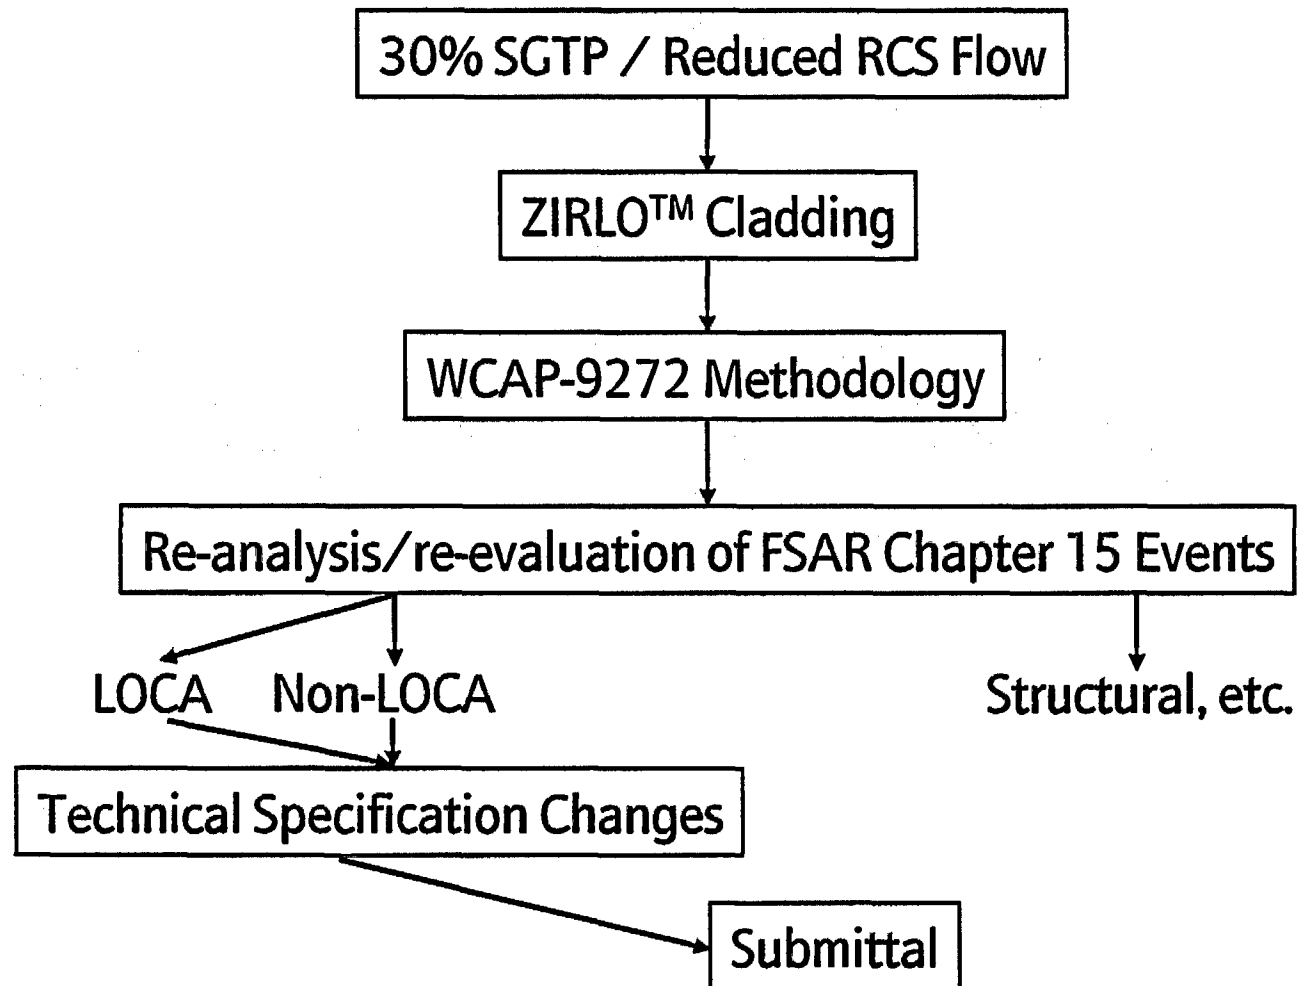 30% SGTP / Reduced RCS Flow
ZIRLO™ Cladding
WCAP-9272 Methodology
Re-analysis/re-evaluation of FSAR Chapter 15 Events
LOCA Non-LOCA Structural, etc.
Technical Specification Changes
Submittal